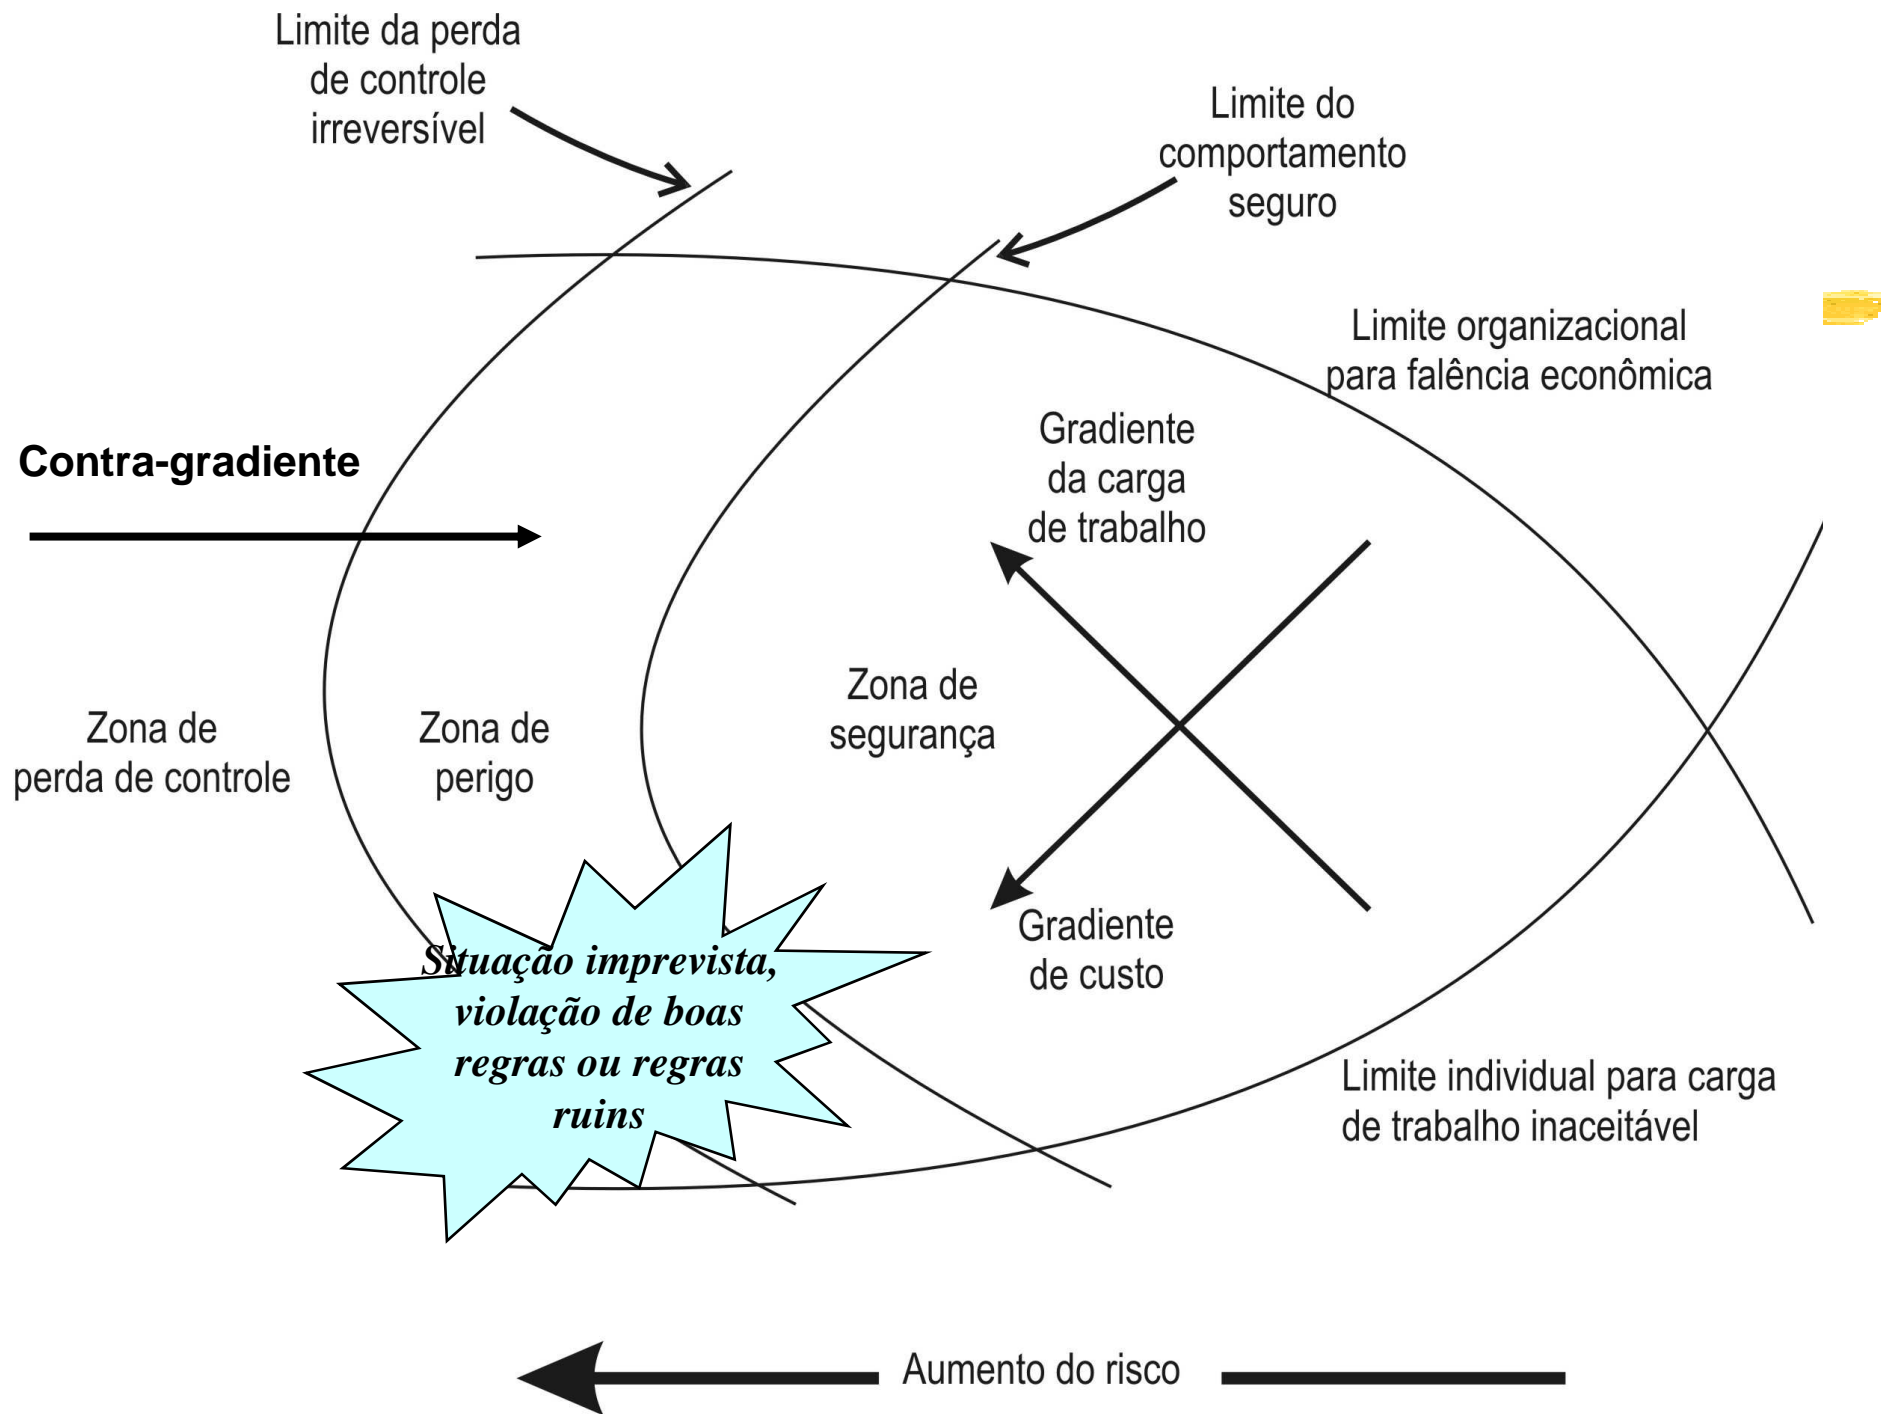 Limite da perda
de controle
irreversível
Limite do
comportamento
seguro
Limite organizacional
para falência econômica
Gradiente
da carga
de trabalho
Contra-gradiente
Zona de
segurança
Zona de
perda de controle
Zona de
perigo
Gradiente
de custo
Situação imprevista,
violação de boas
regras ou regras
ruins
Limite individual para carga
de trabalho inaceitável
Aumento do risco